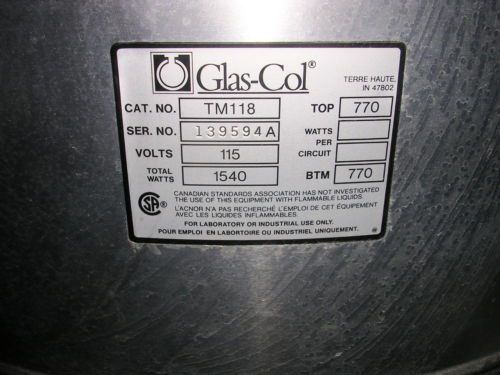 Glas-Col®
TERRE HAUTE,
IN 47802
CAT. NO. TM118 TOP 770
SER. NO. 139594A WATTS
PER
VOLTS 115 CIRCUIT
TOTAL
WATTS 1540 BTM 770
CANADIAN STANDARDS ASSOCIATION HAS NOT INVESTIGATED
THE USE OF THIS EQUIPMENT WITH FLAMMABLE LIQUIDS.
L'ACNOR N'A PAS RECHERCHÉ L'EMPLOI DE CET ÉQUIPEMENT
AVEC LES LIQUIDES INFLAMMABLES.
FOR LABORATORY OR INDUSTRIAL USE ONLY.
POUR EMPLOI EN LABORTOIRE OU INDUSTRIEL UNIQUEMENT.